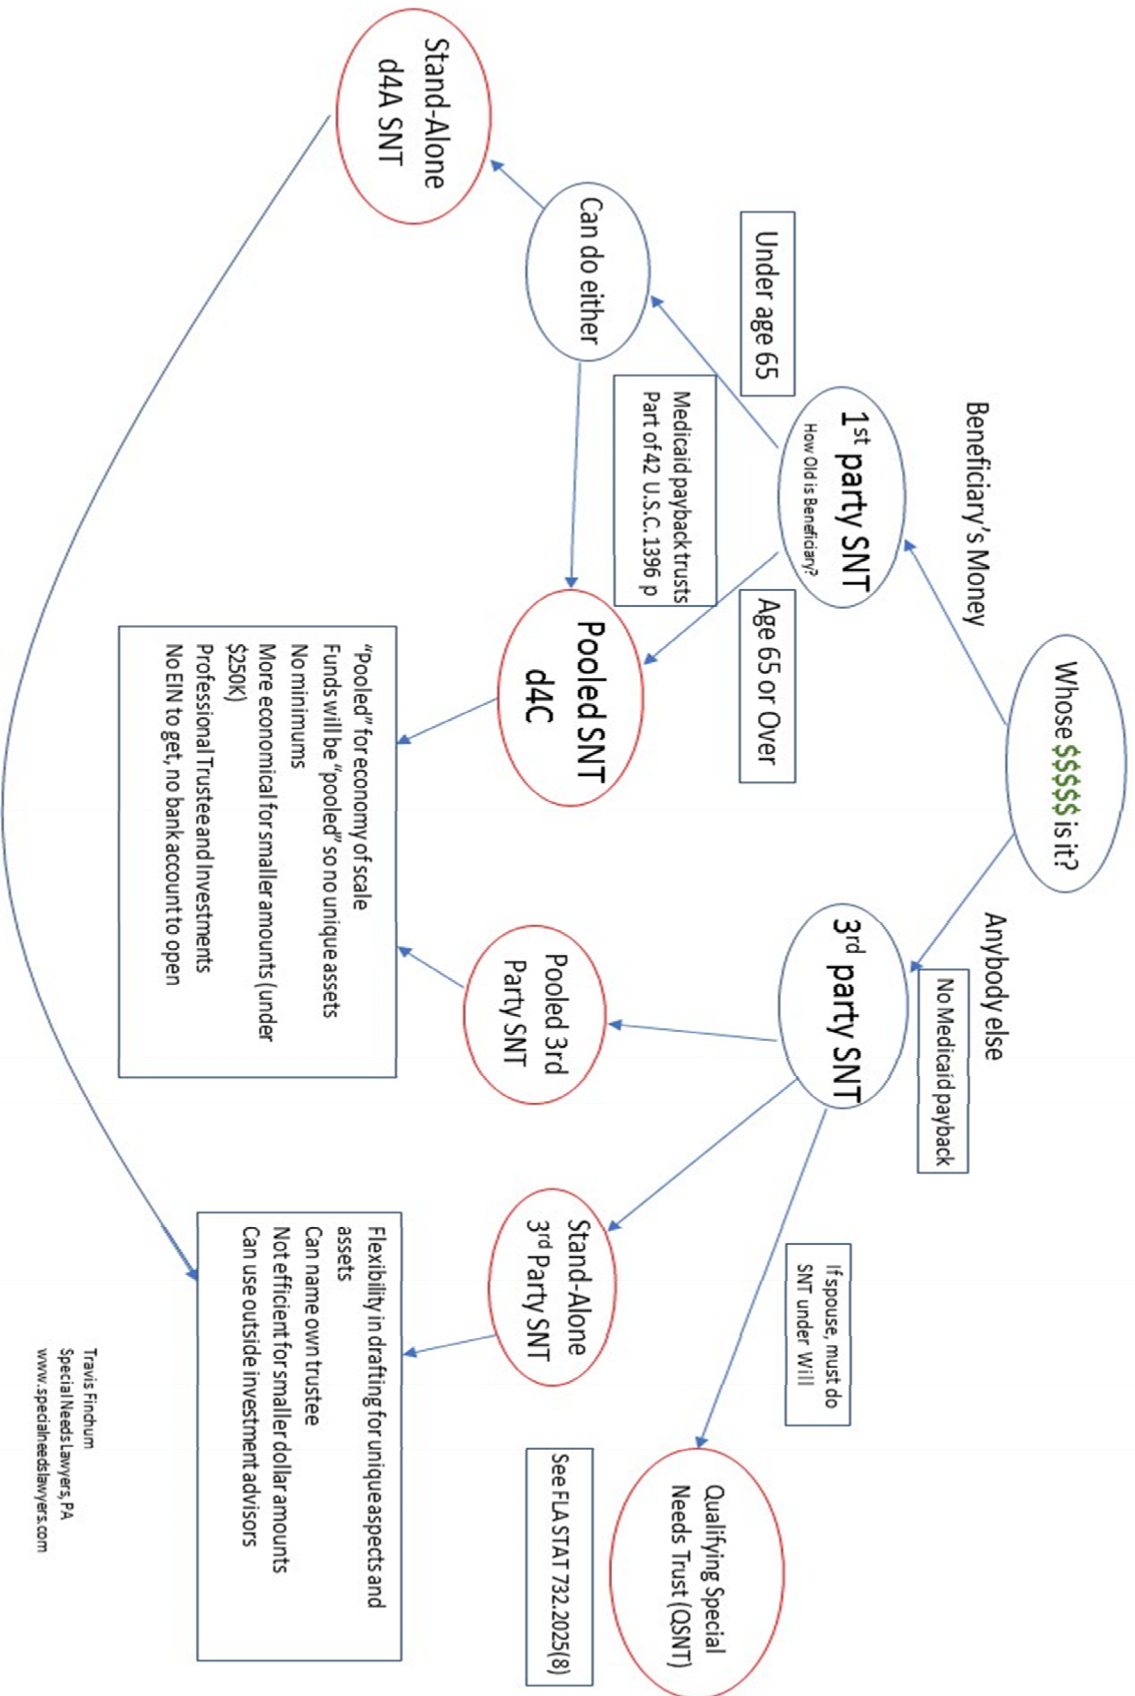 Whose $$$$$ is it?
Beneficiary's Money
Anybody else
No Medicaid payback
1st party SNT
How Old is Beneficiary?
3rd party SNT
Under age 65
Age 65 or Over
If spouse, must do
SNT under Will
Medicaid payback trusts
Part of 42 U.S.C. 1396 p
Can do either
Stand-Alone
d4A SNT
Pooled SNT
d4C
Pooled 3rd
Party SNT
Stand-Alone
3rd Party SNT
Qualifying Special
Needs Trust (QSNT)
See FLA STAT 732.2025(8)
"Pooled" for economy of scale
Funds will be "pooled" so no unique assets
No minimums
More economical for smaller amounts (under
$250K)
Professional Trustee and Investments
No EIN to get, no bank account to open
Flexibility in drafting for unique aspects and
assets
Can name own trustee
Not efficient for smaller dollar amounts
Can use outside investment advisors
Travis Finchum
Special Needs Lawyers, PA
www.specialneedslawyers.com